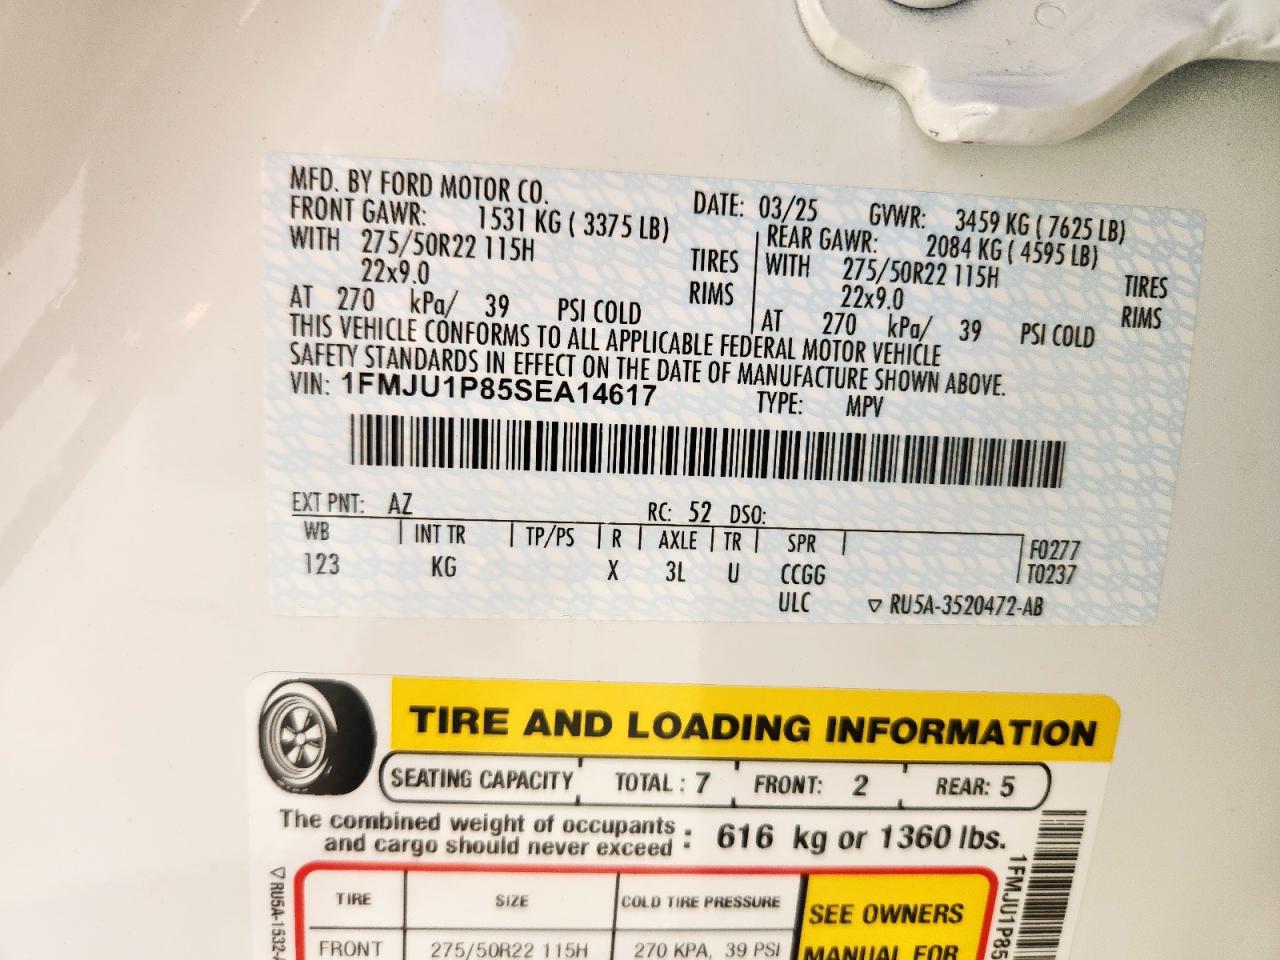 MFD. BY FORD MOTOR CO.
DATE: 03/25 GVWR: 3459 KG ( 7625 LB)
FRONT GAWR: 1531 KG ( 3375 LB)
REAR GAWR: 2084 KG ( 4595 LB)
WITH 275/50R22 115H TIRES
WITH 275/50R22 115H TIRES
22x9.0 RIMS
22x9.0 RIMS
AT 270 kPa/ 39 PSI COLD
AT 270 kPa/ 39 PSI COLD
THIS VEHICLE CONFORMS TO ALL APPLICABLE FEDERAL MOTOR VEHICLE
SAFETY STANDARDS IN EFFECT ON THE DATE OF MANUFACTURE SHOWN ABOVE.
VIN: 1FMJU1P85SEA14617 TYPE: MPV
EXT PNT: AZ RC: 52 DSO:
WB INT TR TP/PS R AXLE TR SPR F0277
123 KG X 3L U CCGG T0237
ULC ▽ RU5A-3520472-AB
TIRE AND LOADING INFORMATION
SEATING CAPACITY TOTAL : 7 FRONT: 2 REAR: 5
The combined weight of occupants
and cargo should never exceed : 616 kg or 1360 lbs.
TIRE SIZE COLD TIRE PRESSURE
FRONT 275/50R22 115H 270 KPA, 39 PSI
SEE OWNERS
MANUAL FOR
▽ RU5A-1532-
1FMJU1P85